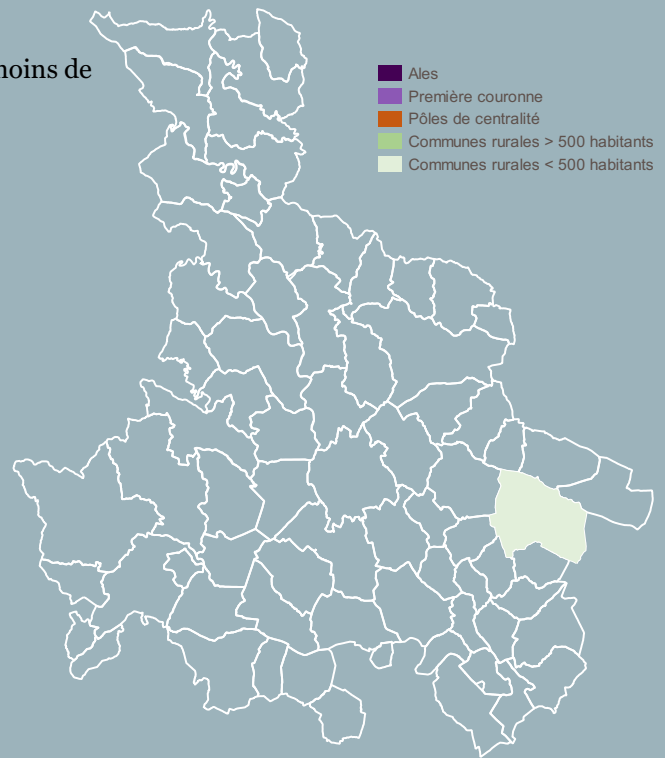 moins de
Ales
Première couronne
Pôles de centralité
Communes rurales > 500 habitants
Communes rurales < 500 habitants